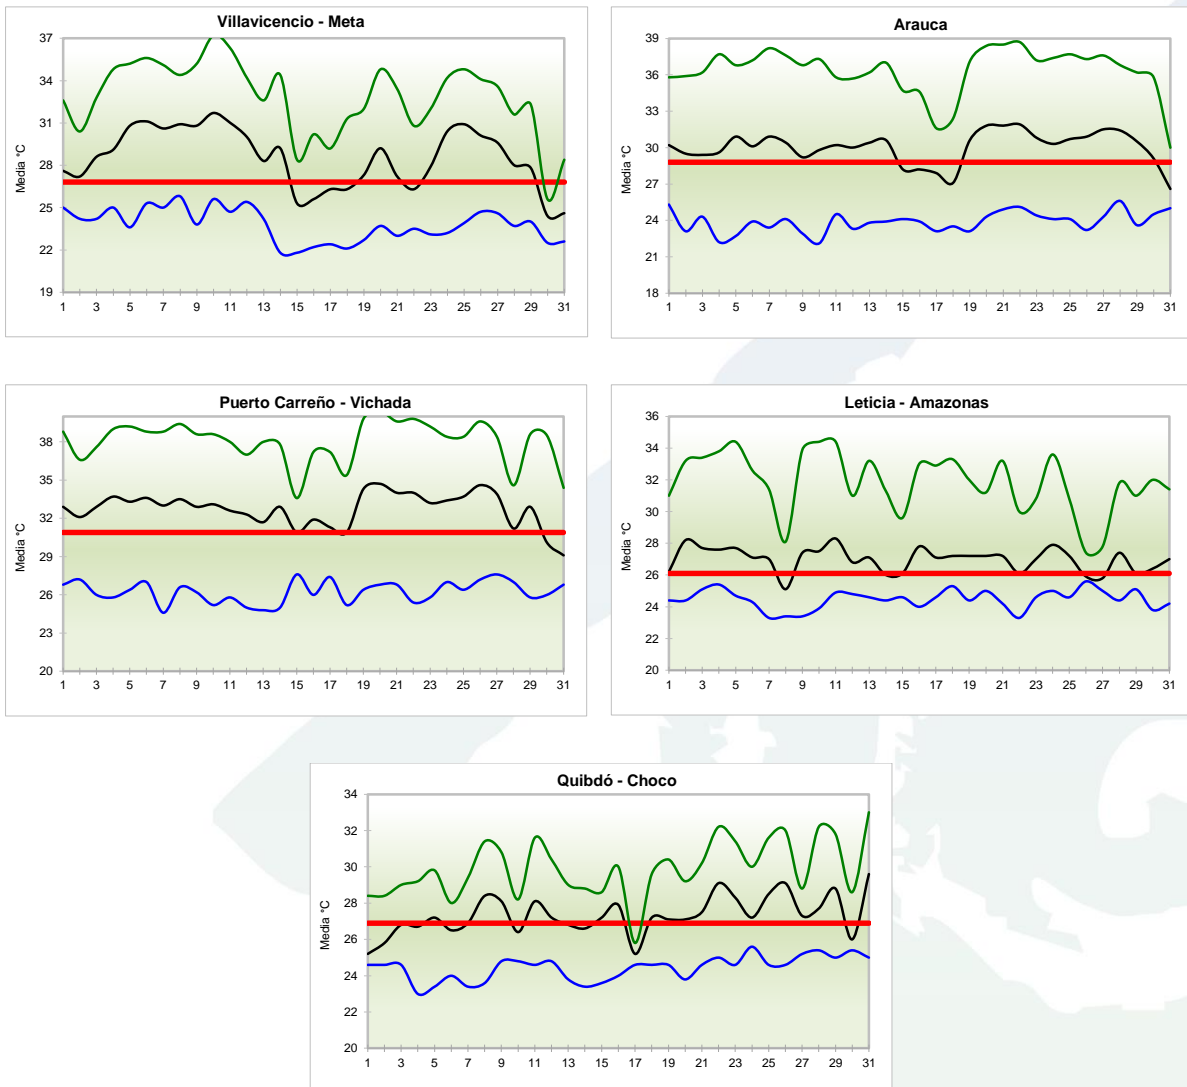 Villavicencio - Meta
Media °C
37
34
31
28
25
22
19
1 3 5 7 9 11 13 15 17 19 21 23 25 27 29 31
Arauca
Media °C
39
36
33
30
27
24
21
18
1 3 5 7 9 11 13 15 17 19 21 23 25 27 29 31
Puerto Carreño - Vichada
Media °C
38
35
32
29
26
23
20
1 3 5 7 9 11 13 15 17 19 21 23 25 27 29 31
Leticia - Amazonas
Media °C
36
34
32
30
28
26
24
22
20
1 3 5 7 9 11 13 15 17 19 21 23 25 27 29 31
Quibdó - Choco
Media °C
34
32
30
28
26
24
22
20
1 3 5 7 9 11 13 15 17 19 21 23 25 27 29 31